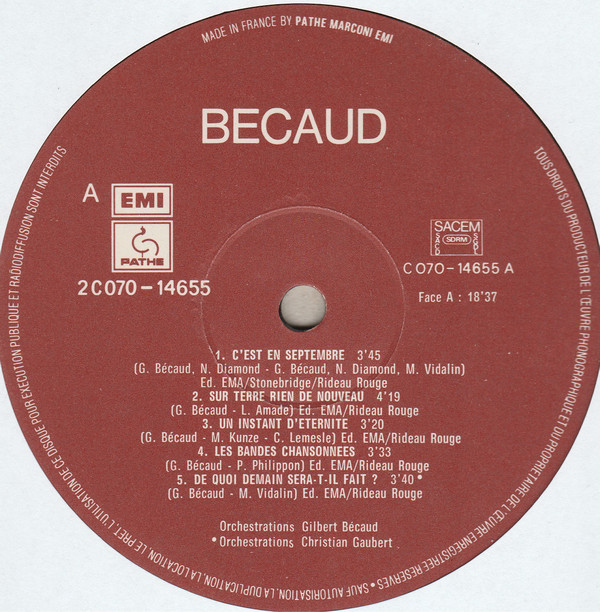 MADE IN FRANCE BY PATHE MARCONI EMI
BECAUD
A
EMI
PATHE
2C070-14655
SACEM
SACD SDRM SGDL
C070-14655 A
Face A : 18'37
1. C'EST EN SEPTEMBRE 3'45
(G. Bécaud, N. Diamond - G. Bécaud, N. Diamond, M. Vidalin)
Ed. EMA/Stonebridge/Rideau Rouge
2. SUR TERRE RIEN DE NOUVEAU 4'19
(G. Bécaud - L. Amade) Ed. EMA/Rideau Rouge
3. UN INSTANT D'ETERNITE 3'20
(G. Bécaud - M. Kunze - C. Lemesle) Ed. EMA/Rideau Rouge
4. LES BANDES CHANSONNEES 3'33
(G. Bécaud - P. Philippon) Ed. EMA/Rideau Rouge
5. DE QUOI DEMAIN SERA-T-IL FAIT ? 3'40 •
(G. Bécaud - M. Vidalin) Ed. EMA/Rideau Rouge
Orchestrations Gilbert Bécaud
• Orchestrations Christian Gaubert
TOUS DROITS DU PRODUCTEUR DE L'ŒUVRE PHONOGRAPHIQUE ET DU PROPRIETAIRE DE L'ŒUVRE ENREGISTREE RESERVES • SAUF AUTORISATION, LA DUPLICATION, LA LOCATION, LE PRET, L'UTILISATION DE CE DISQUE POUR EXECUTION PUBLIQUE ET RADIODIFFUSION SONT INTERDITS